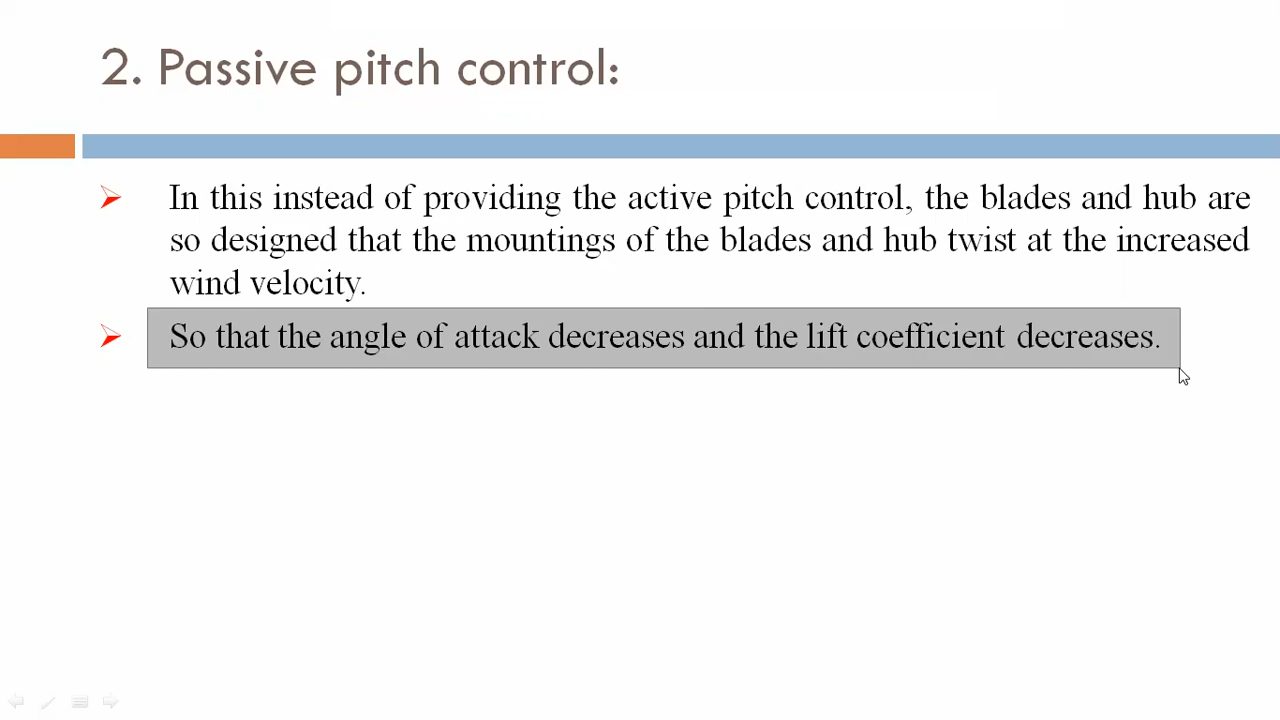 2. Passive pitch control:
In this instead of providing the active pitch control, the blades and hub are
so designed that the mountings of the blades and hub twist at the increased
wind velocity.
So that the angle of attack decreases and the lift coefficient decreases.